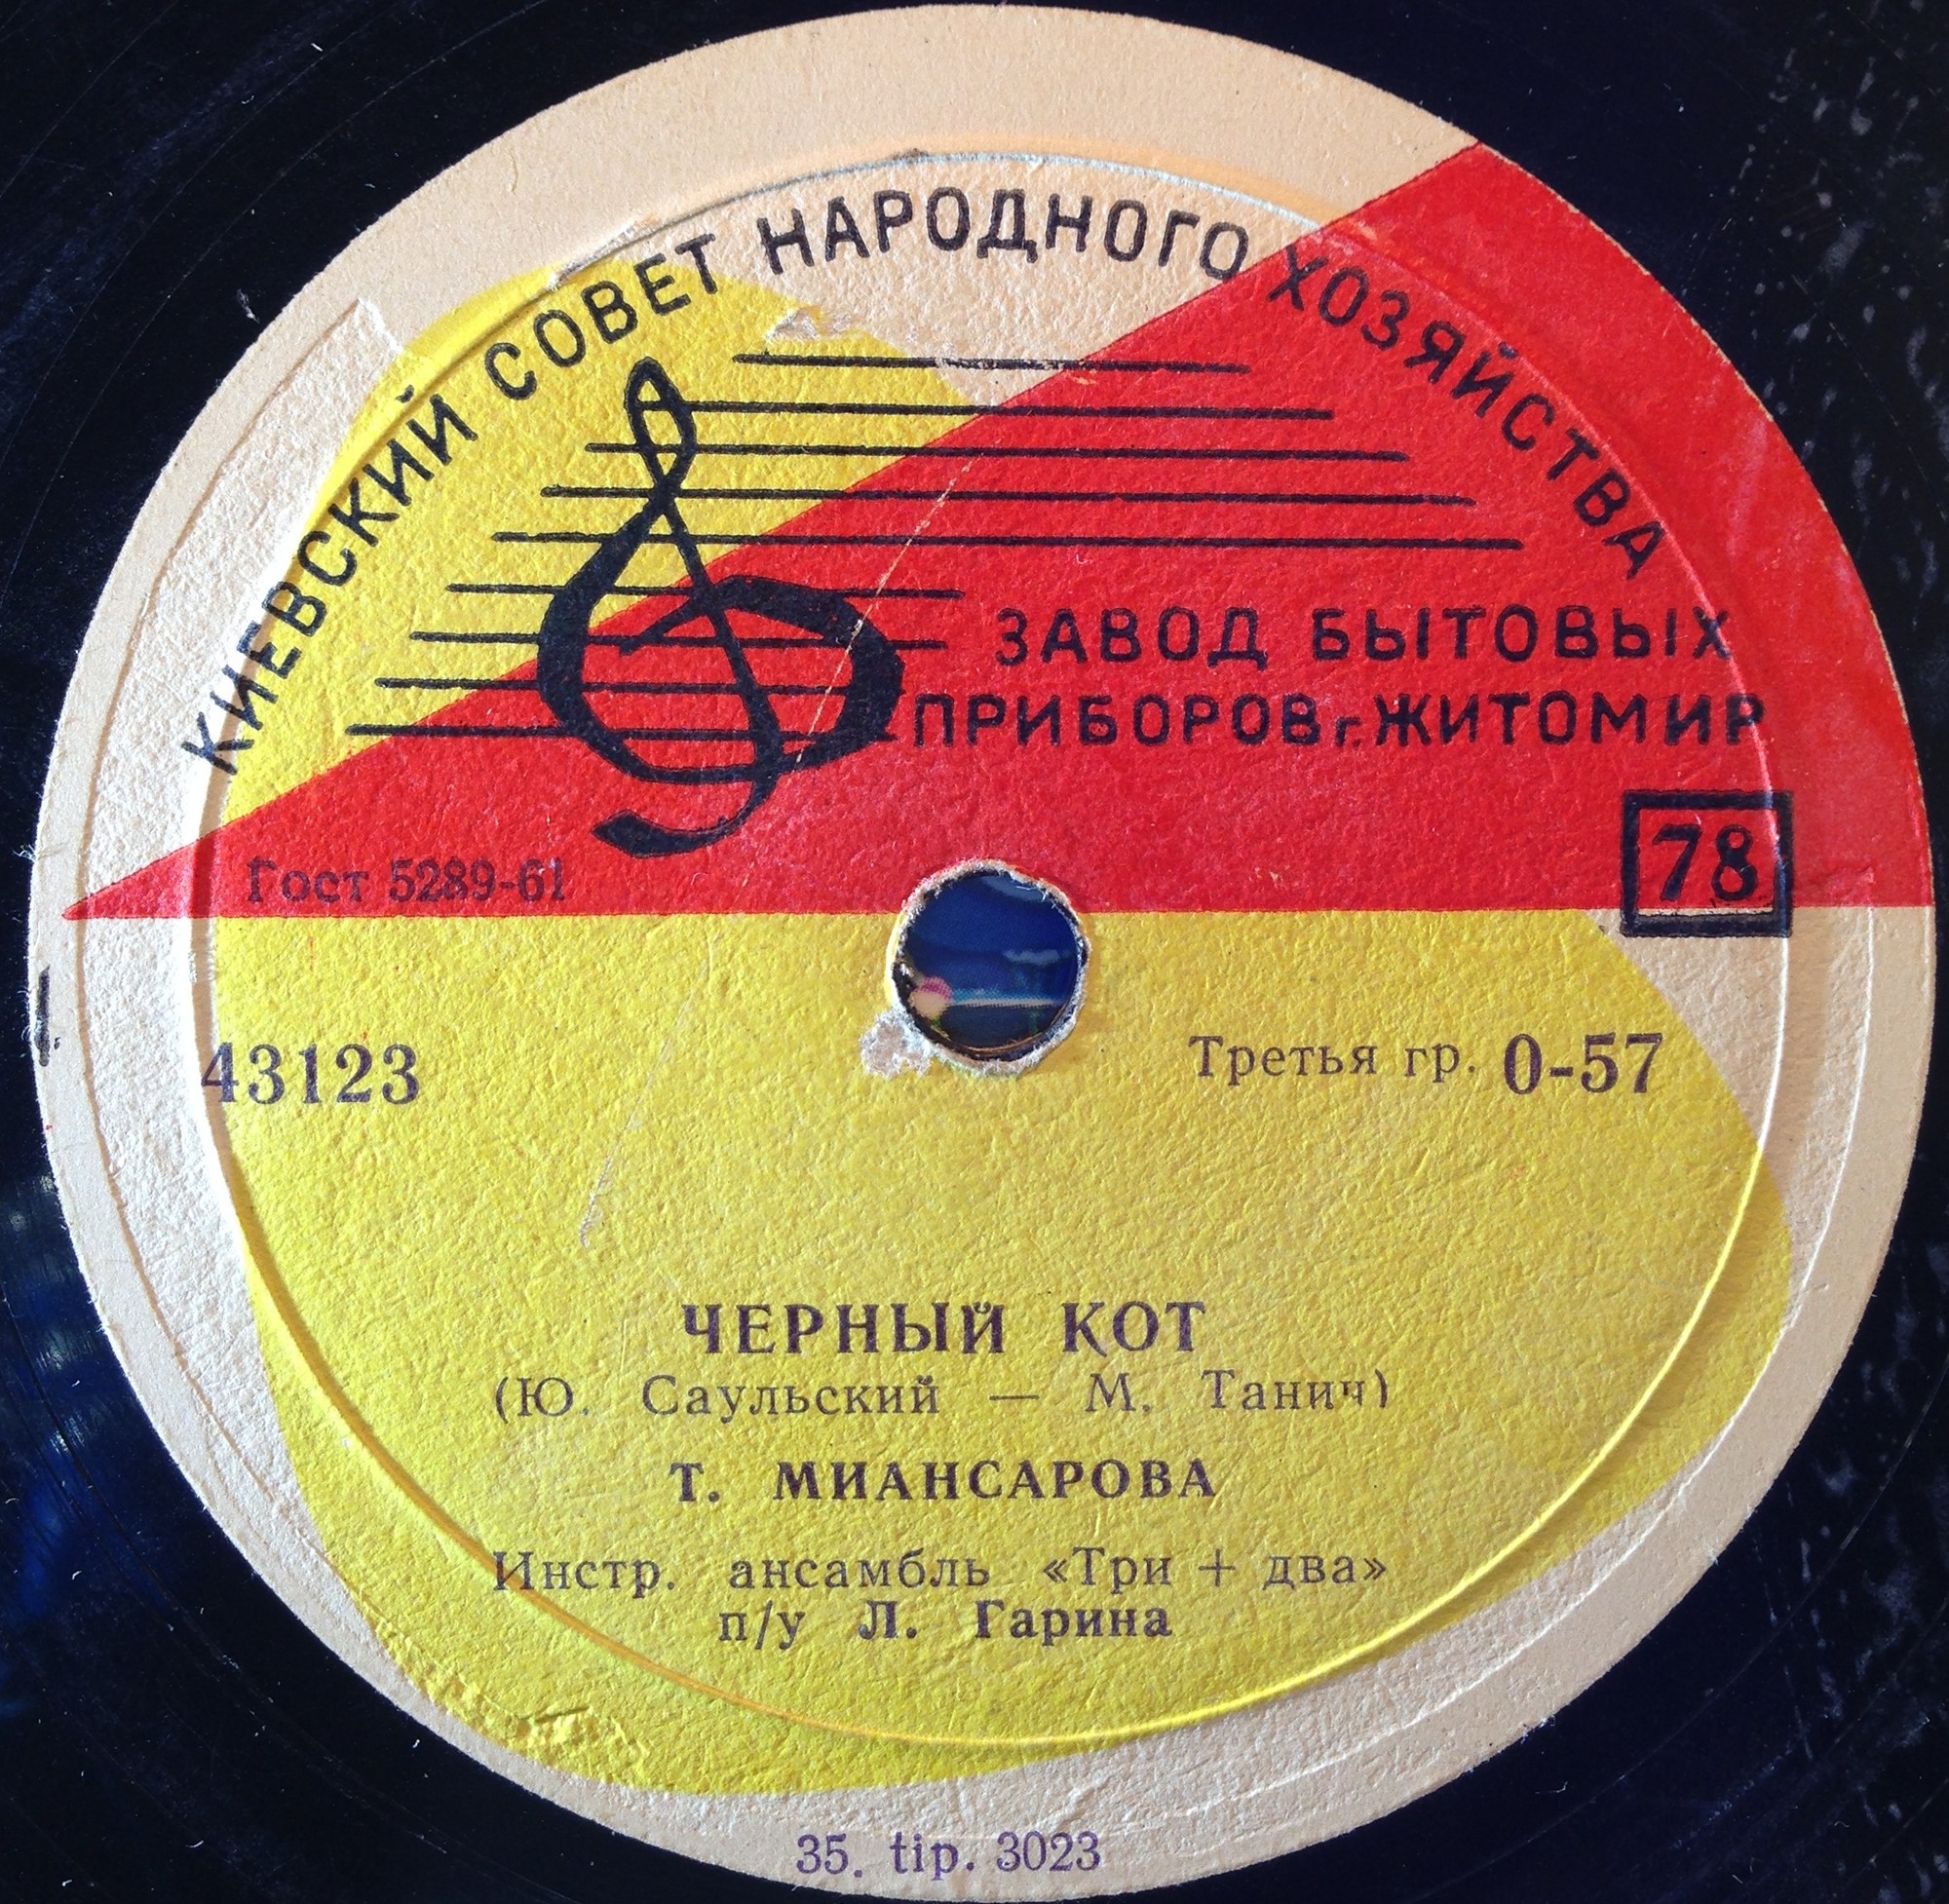 КИЕВСКИЙ СОВЕТ НАРОДНОГО ХОЗЯЙСТВА
ЗАВОД БЫТОВЫХ
ПРИБОРОВ г. ЖИТОМИР
78
Гост 5289-61
43123
Третья гр. 0-57
ЧЕРНЫЙ КОТ
(Ю. Саульский — М. Танич)
Т. МИАНСАРОВА
Инстр. ансамбль «Три + два»
п/у Л. Гарина
35. tip. 3023